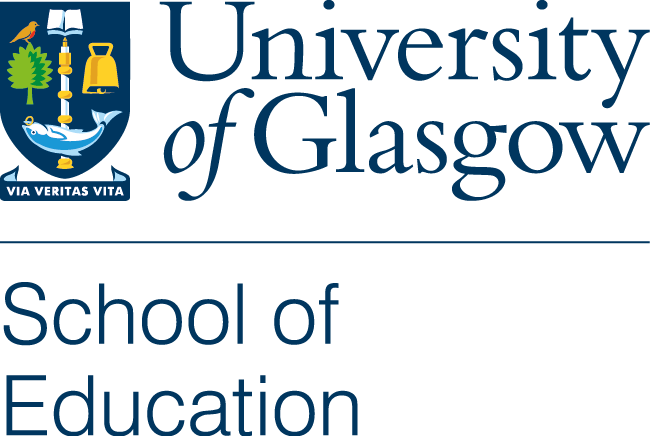 University
of Glasgow
VIA VERITAS VITA
School of
Education